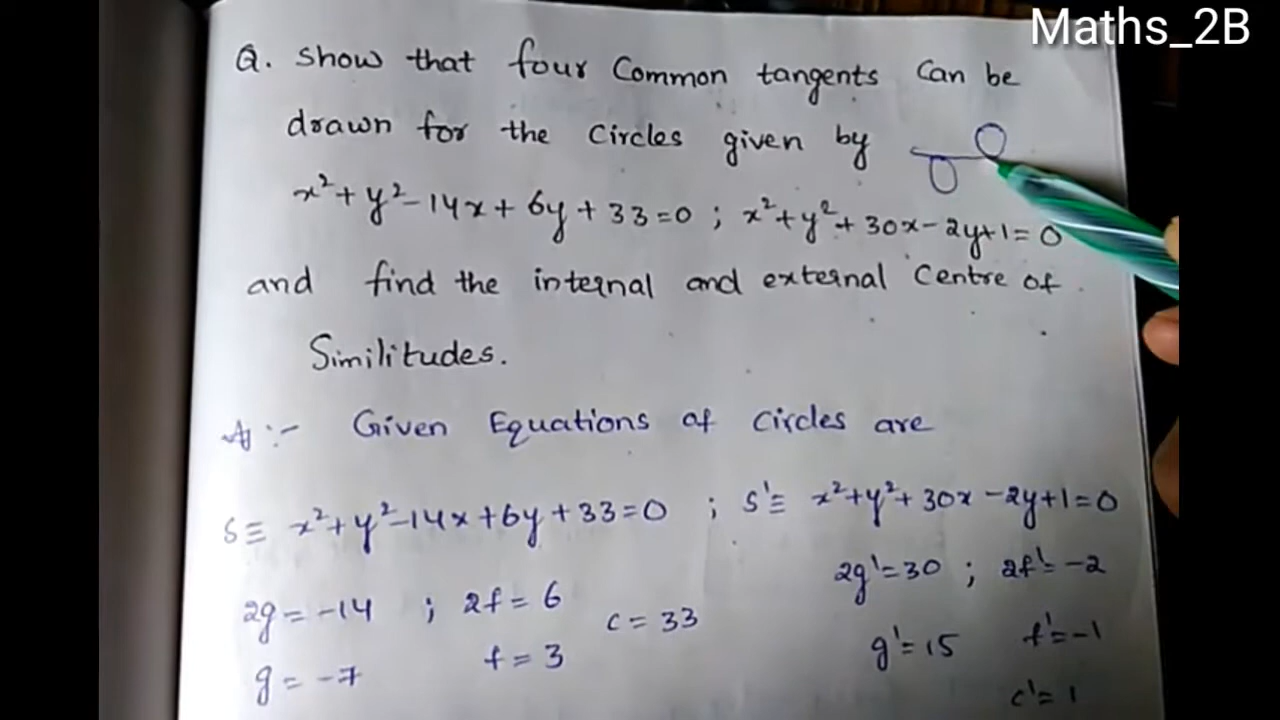 Maths_2B
Q. Show that four Common tangents Can be
drawn for the Circles given by
x²+y²-14x+6y+33=0 ; x²+y²+30x-2y+1=0
and find the internal and external Centre of
Similitudes.
A :- Given Equations of Circles are
S≡ x²+y²-14x+6y+33=0 ; S'≡ x²+y²+30x-2y+1=0
2g=-14 ; 2f=6 c=33 2g'=30 ; 2f'=-2
g=-7 f=3 g'=15 f'=-1
c'=1